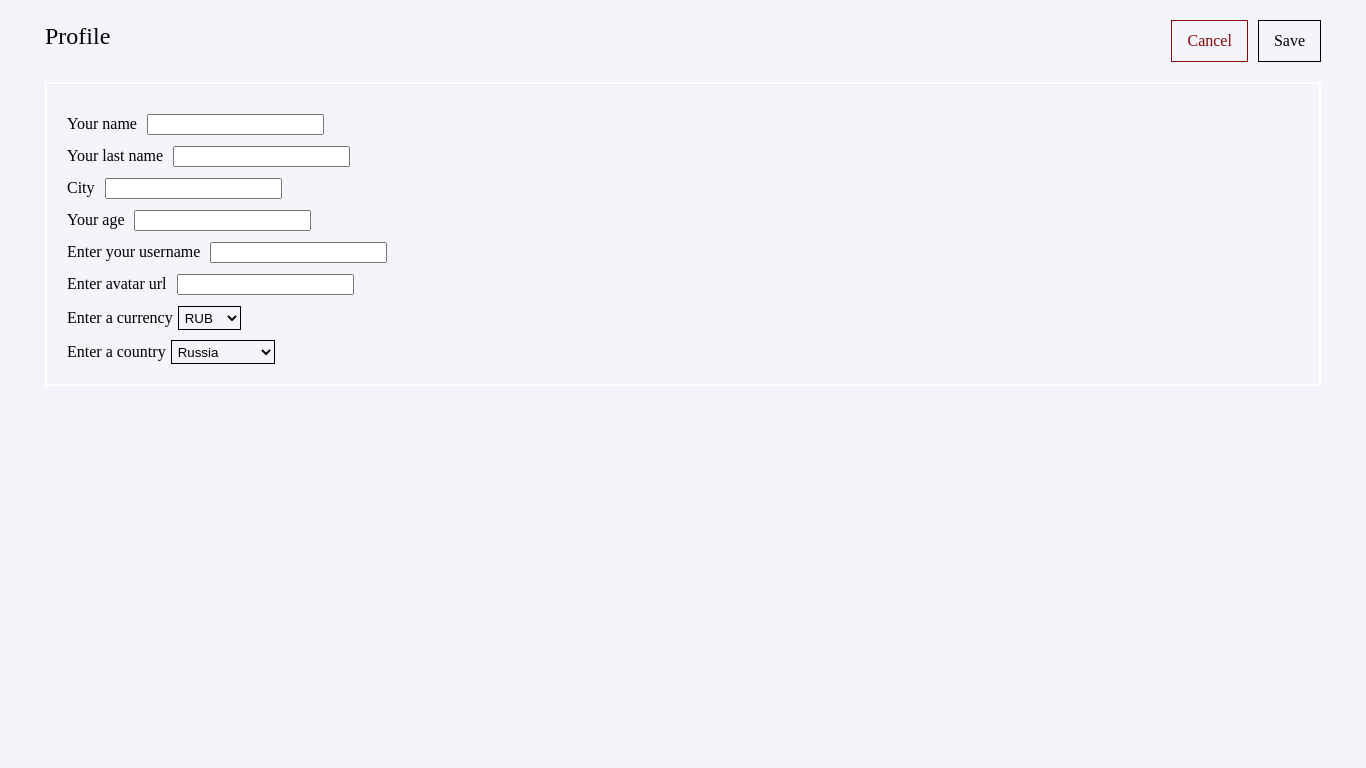 Profile
Cancel
Save
Your name
Your last name
City
Your age
Enter your username
Enter avatar url
Enter a currency RUB
Enter a country Russia